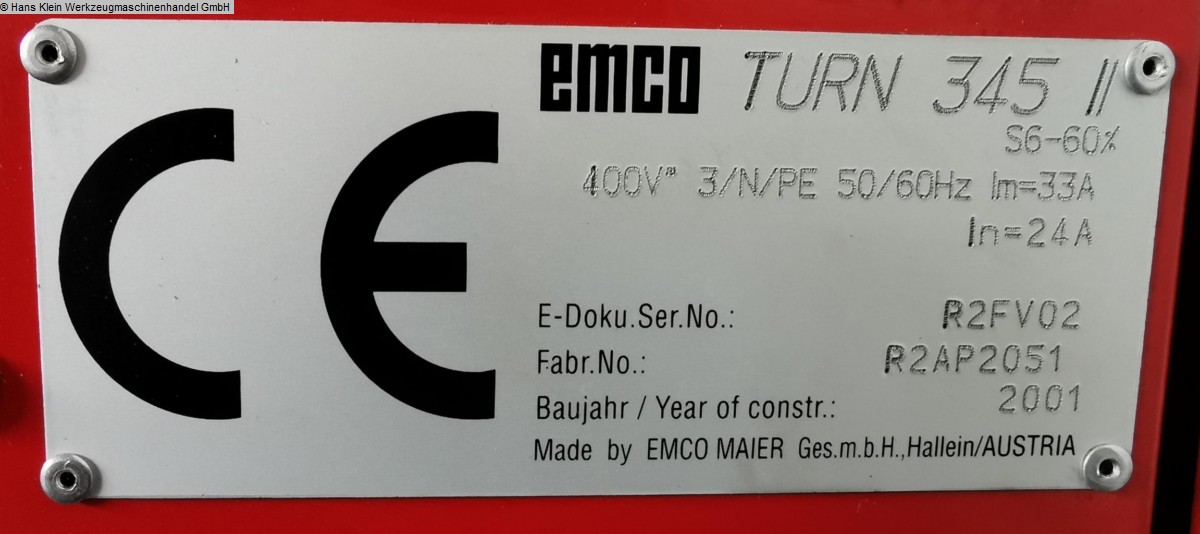 © Hans Klein Werkzeugmaschinenhandel GmbH
emco TURN 345 II
S6-60%
400V~ 3/N/PE 50/60Hz Im=33A
In=24A
CE
E-Doku.Ser.No.: R2FV02
Fabr.No.: R2AP2051
Baujahr / Year of constr.: 2001
Made by EMCO MAIER Ges.m.b.H.,Hallein/AUSTRIA